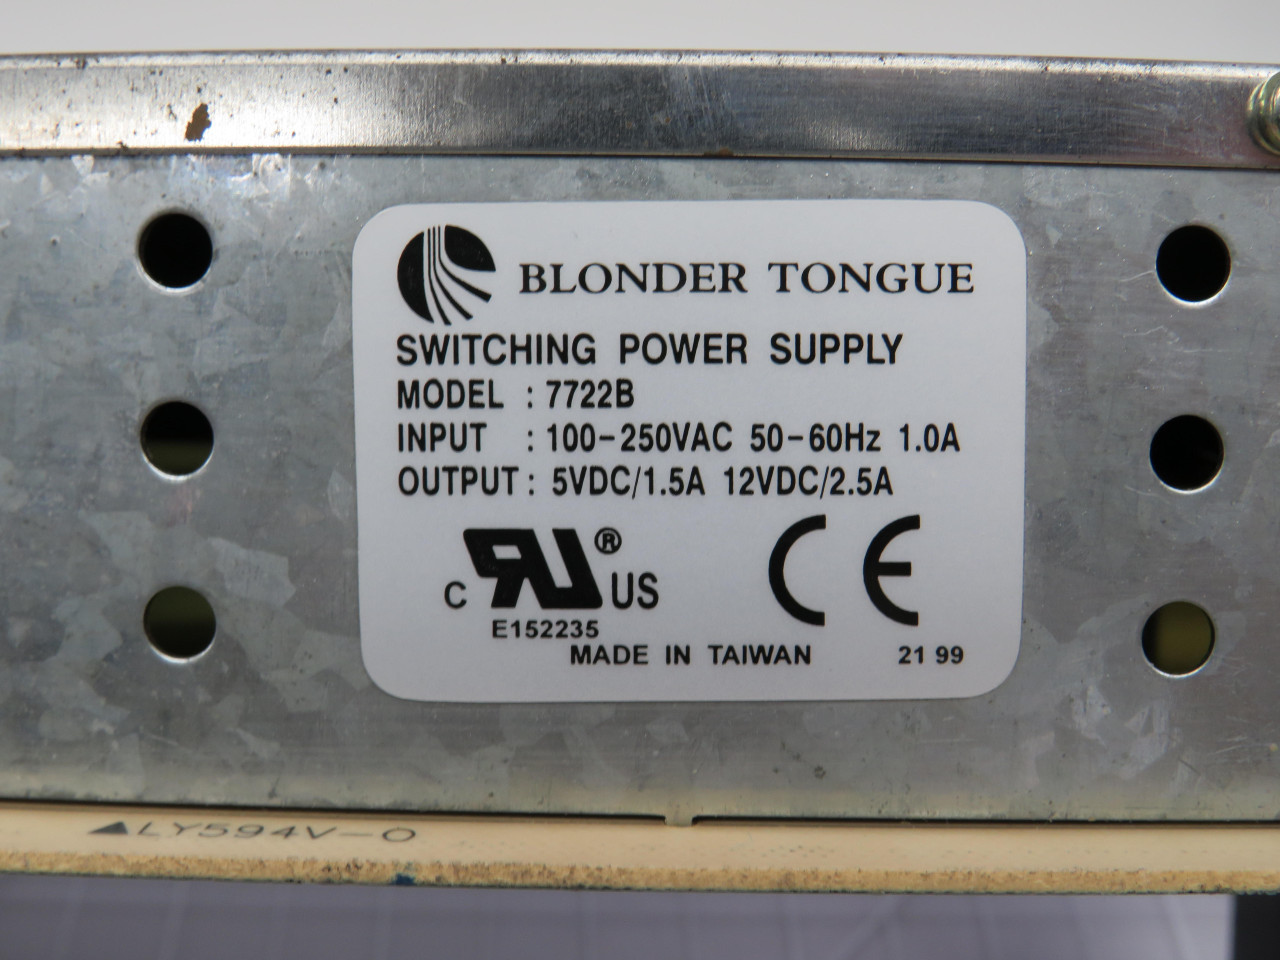 BLONDER TONGUE
SWITCHING POWER SUPPLY
MODEL : 7722B
INPUT : 100-250VAC 50-60Hz 1.0A
OUTPUT : 5VDC/1.5A 12VDC/2.5A
C RU® US CE
E152235
MADE IN TAIWAN 21 99
▲LY594V-0